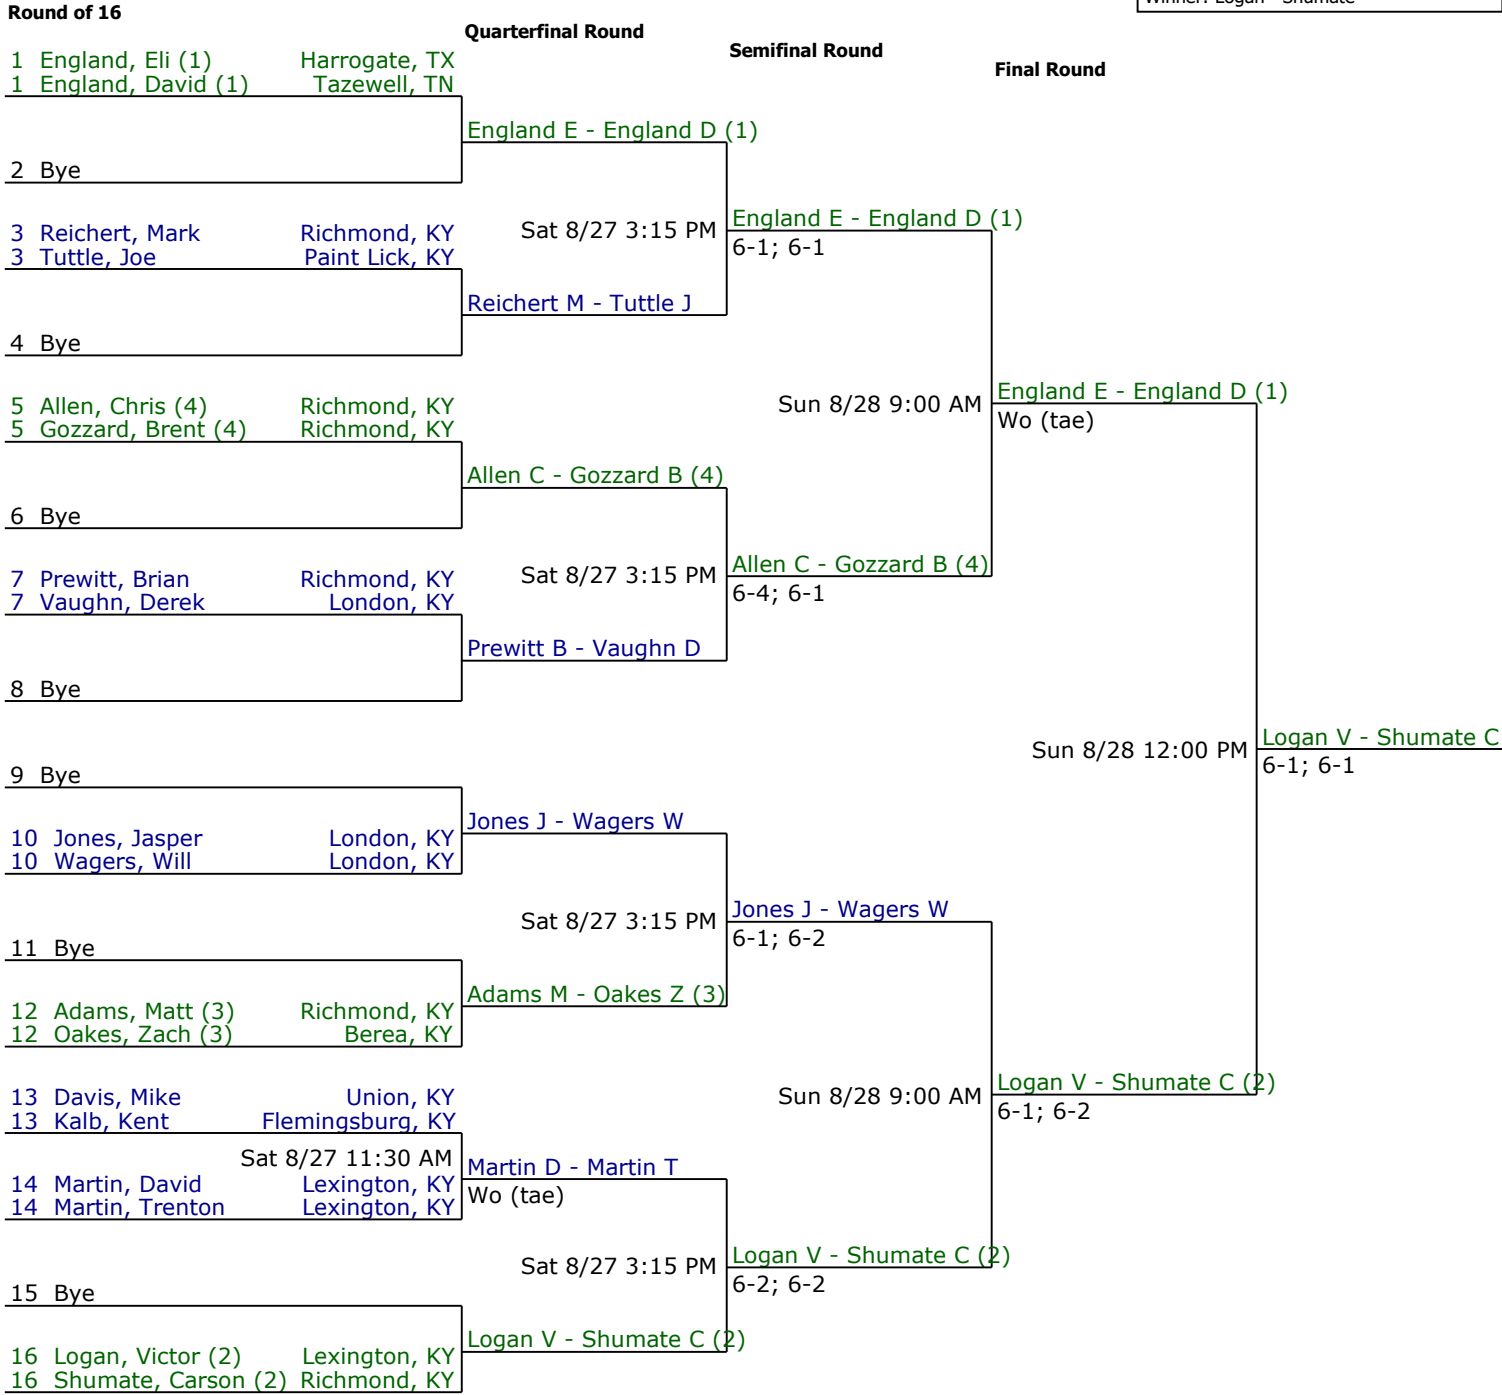 Winner: Logan - Shumate
Round of 16
Quarterfinal Round
Semifinal Round
Final Round
1 England, Eli (1) Harrogate, TX
1 England, David (1) Tazewell, TN
England E - England D (1)
2 Bye
3 Reichert, Mark Richmond, KY
3 Tuttle, Joe Paint Lick, KY
Sat 8/27 3:15 PM
England E - England D (1)
6-1; 6-1
Reichert M - Tuttle J
4 Bye
5 Allen, Chris (4) Richmond, KY
5 Gozzard, Brent (4) Richmond, KY
Sun 8/28 9:00 AM
England E - England D (1)
Wo (tae)
Allen C - Gozzard B (4)
6 Bye
7 Prewitt, Brian Richmond, KY
7 Vaughn, Derek London, KY
Sat 8/27 3:15 PM
Allen C - Gozzard B (4)
6-4; 6-1
Prewitt B - Vaughn D
8 Bye
Sun 8/28 12:00 PM
Logan V - Shumate C
6-1; 6-1
9 Bye
Jones J - Wagers W
10 Jones, Jasper London, KY
10 Wagers, Will London, KY
Sat 8/27 3:15 PM
Jones J - Wagers W
6-1; 6-2
11 Bye
Adams M - Oakes Z (3)
12 Adams, Matt (3) Richmond, KY
12 Oakes, Zach (3) Berea, KY
13 Davis, Mike Union, KY
13 Kalb, Kent Flemingsburg, KY
Sun 8/28 9:00 AM
Logan V - Shumate C (2)
6-1; 6-2
Sat 8/27 11:30 AM
Martin D - Martin T
Wo (tae)
14 Martin, David Lexington, KY
14 Martin, Trenton Lexington, KY
Sat 8/27 3:15 PM
Logan V - Shumate C (2)
6-2; 6-2
15 Bye
Logan V - Shumate C (2)
16 Logan, Victor (2) Lexington, KY
16 Shumate, Carson (2) Richmond, KY